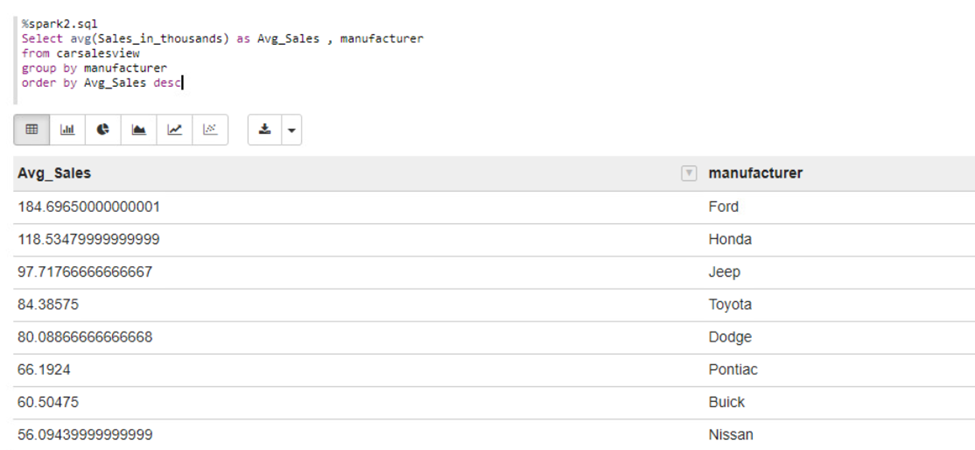 %spark2.sql
Select avg(Sales_in_thousands) as Avg_Sales , manufacturer
from carsalesview
group by manufacturer
order by Avg_Sales desc
Avg_Sales manufacturer
184.69650000000001 Ford
118.53479999999999 Honda
97.71766666666667 Jeep
84.38575 Toyota
80.08866666666668 Dodge
66.1924 Pontiac
60.50475 Buick
56.09439999999999 Nissan